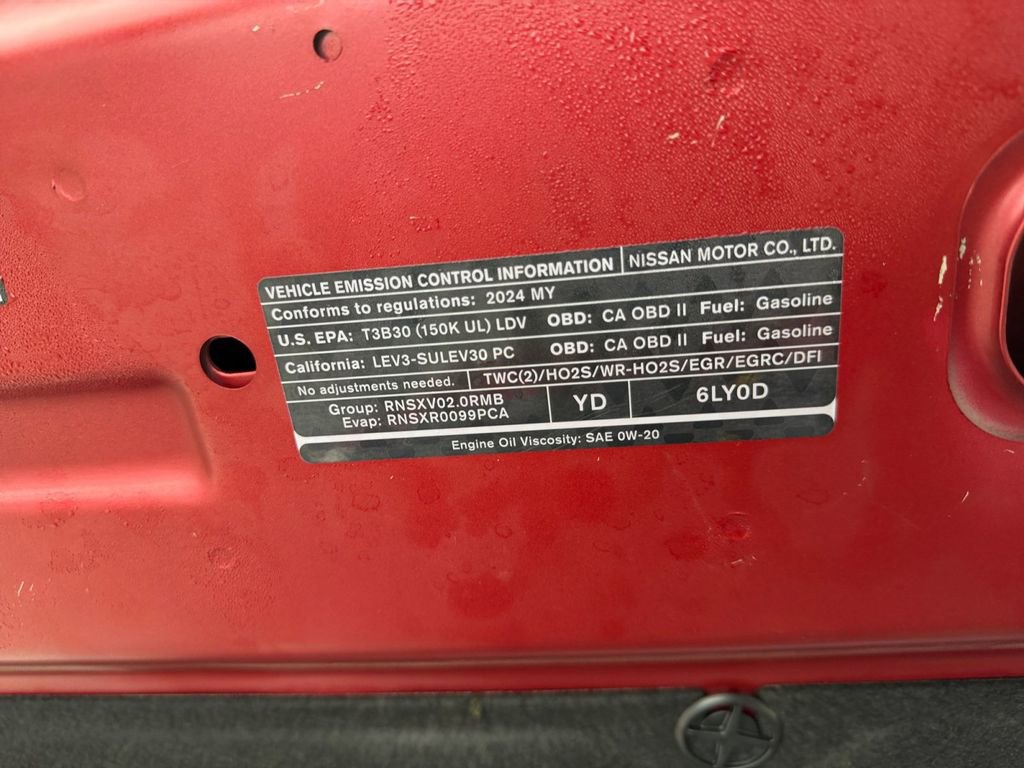 VEHICLE EMISSION CONTROL INFORMATION NISSAN MOTOR CO., LTD.
Conforms to regulations: 2024 MY
U.S. EPA: T3B30 (150K UL) LDV OBD: CA OBD II Fuel: Gasoline
California: LEV3-SULEV30 PC OBD: CA OBD II Fuel: Gasoline
No adjustments needed. TWC(2)/HO2S/WR-HO2S/EGR/EGRC/DFI
Group: RNSXV02.0RMB
Evap: RNSXR0099PCA
YD
6LY0D
Engine Oil Viscosity: SAE 0W-20